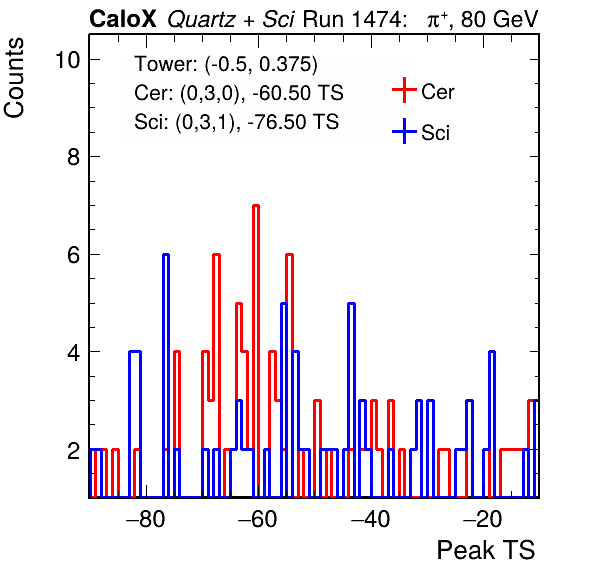 CaloX Quartz + Sci Run 1474: π⁺, 80 GeV
Counts
Tower: (-0.5, 0.375)
Cer: (0,3,0), -60.50 TS
Sci: (0,3,1), -76.50 TS
Cer
Sci
10
8
6
4
2
−80 −60 −40 −20
Peak TS